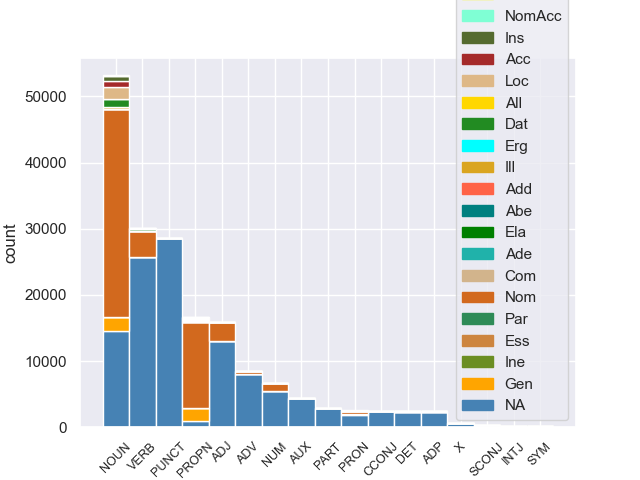 NomAcc
Ins
Acc
Loc
All
Dat
Erg
Ill
Add
Abe
Ela
Ade
Com
Nom
Par
Ess
Ine
Gen
NA
50000
40000
30000
20000
10000
0
count
NOUN
VERB
PUNCT
PROPN
ADJ
ADV
NUM
AUX
PART
PRON
CCONJ
DET
ADP
X
SCONJ
INTJ
SYM